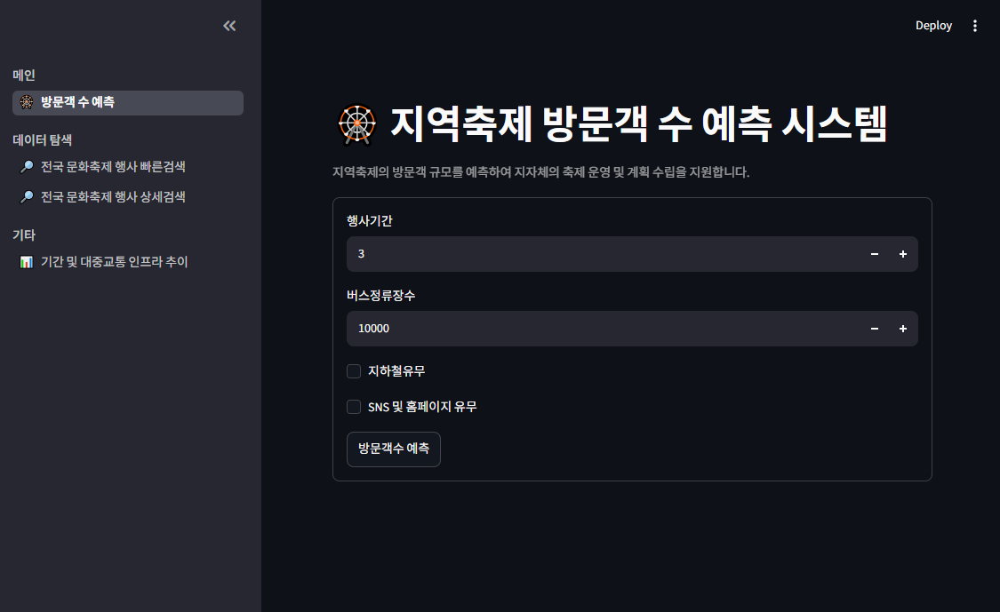 Deploy
메인
방문객 수 예측
데이터 탐색
전국 문화축제 행사 빠른검색
전국 문화축제 행사 상세검색
기타
기간 및 대중교통 인프라 추이
지역축제 방문객 수 예측 시스템
지역축제의 방문객 규모를 예측하여 지자체의 축제 운영 및 계획 수립을 지원합니다.
행사기간
3
버스정류장수
10000
지하철유무
SNS 및 홈페이지 유무
방문객수 예측